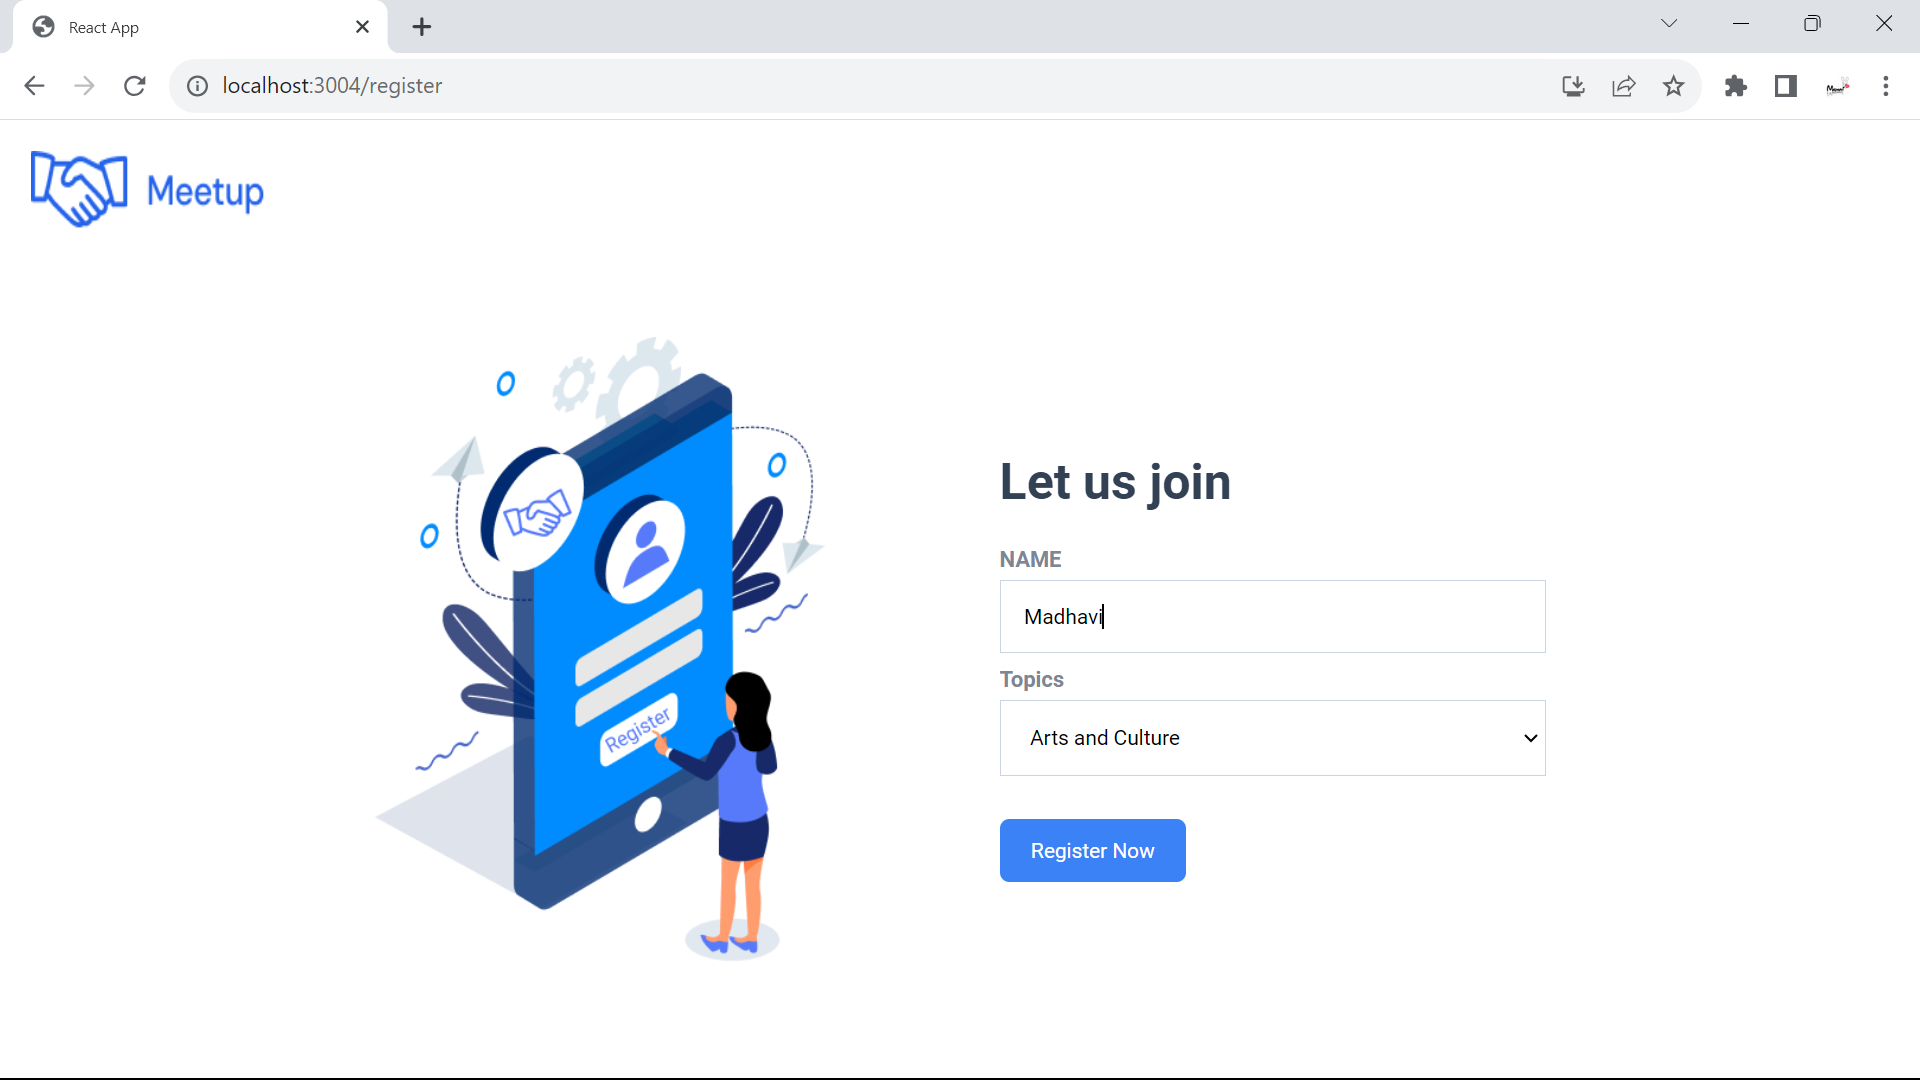 React App
localhost:3004/register
Meetup
Register
Let us join
NAME
Madhavi
Topics
Arts and Culture
Register Now